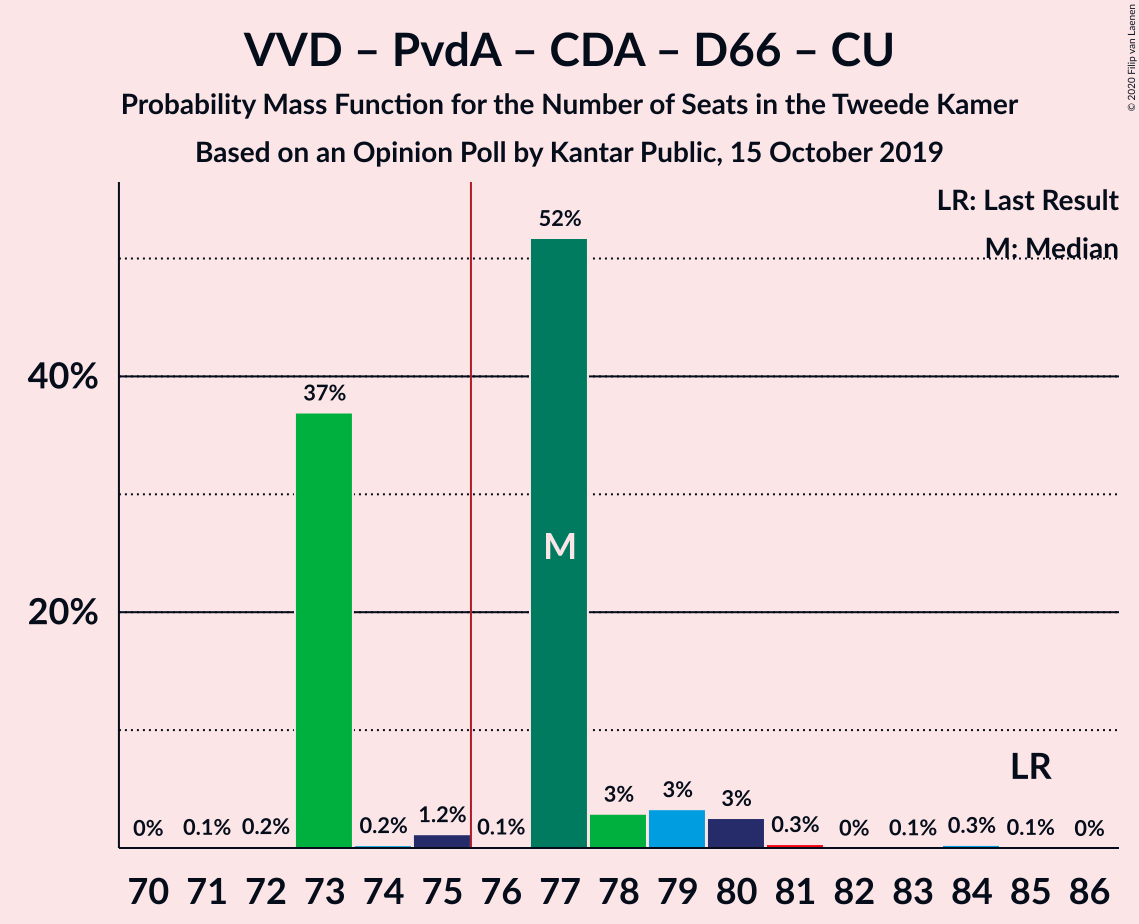 VVD – PvdA – CDA – D66 – CU
Probability Mass Function for the Number of Seats in the Tweede Kamer
Based on an Opinion Poll by Kantar Public, 15 October 2019
© 2020 Filip van Laenen
LR: Last Result
M: Median
52%
40%
37%
M
20%
LR
0% 0.1% 0.2% 0.2% 1.2% 0.1% 3% 3% 3% 0.3% 0% 0.1% 0.3% 0.1% 0%
70 71 72 73 74 75 76 77 78 79 80 81 82 83 84 85 86